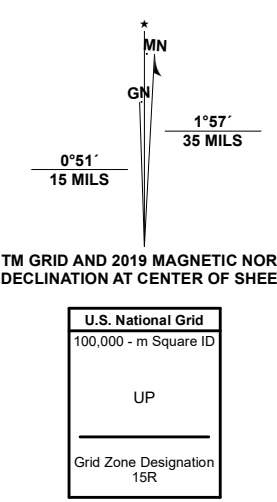 ★
MN
GN
1°57´
35 MILS
0°51´
15 MILS
TM GRID AND 2019 MAGNETIC NOR
DECLINATION AT CENTER OF SHEE
U.S. National Grid
100,000 - m Square ID
UP
Grid Zone Designation
15R